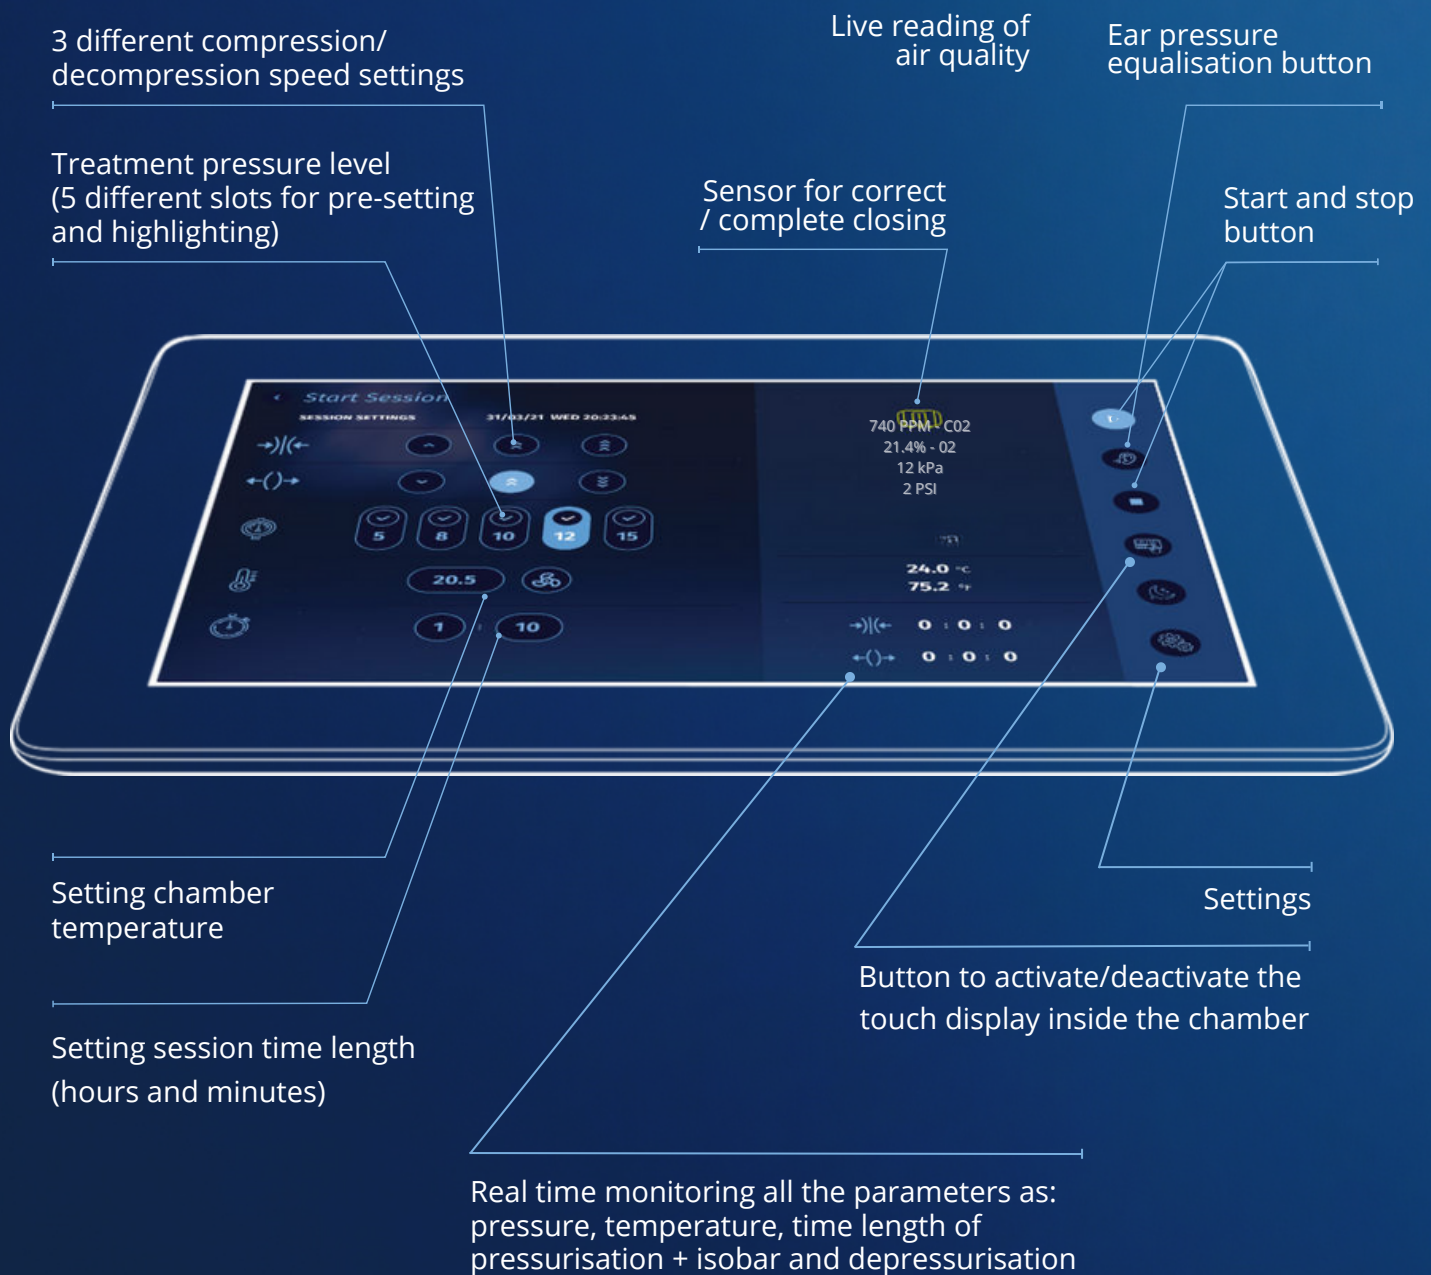 3 different compression/
decompression speed settings
Live reading of
air quality
Ear pressure
equalisation button
Treatment pressure level
(5 different slots for pre-setting
and highlighting)
Sensor for correct
/ complete closing
Start and stop
button
Start Session
SESSION SETTINGS 31/03/21 WED 20:23:45
740 PPM - C02
21.4% - 02
12 kPa
2 PSI
5 8 10 12 15
24.0 °C
75.2 °F
20.5
1 : 10
0 : 0 : 0
0 : 0 : 0
Setting chamber
temperature
Settings
Button to activate/deactivate the
touch display inside the chamber
Setting session time length
(hours and minutes)
Real time monitoring all the parameters as:
pressure, temperature, time length of
pressurisation + isobar and depressurisation